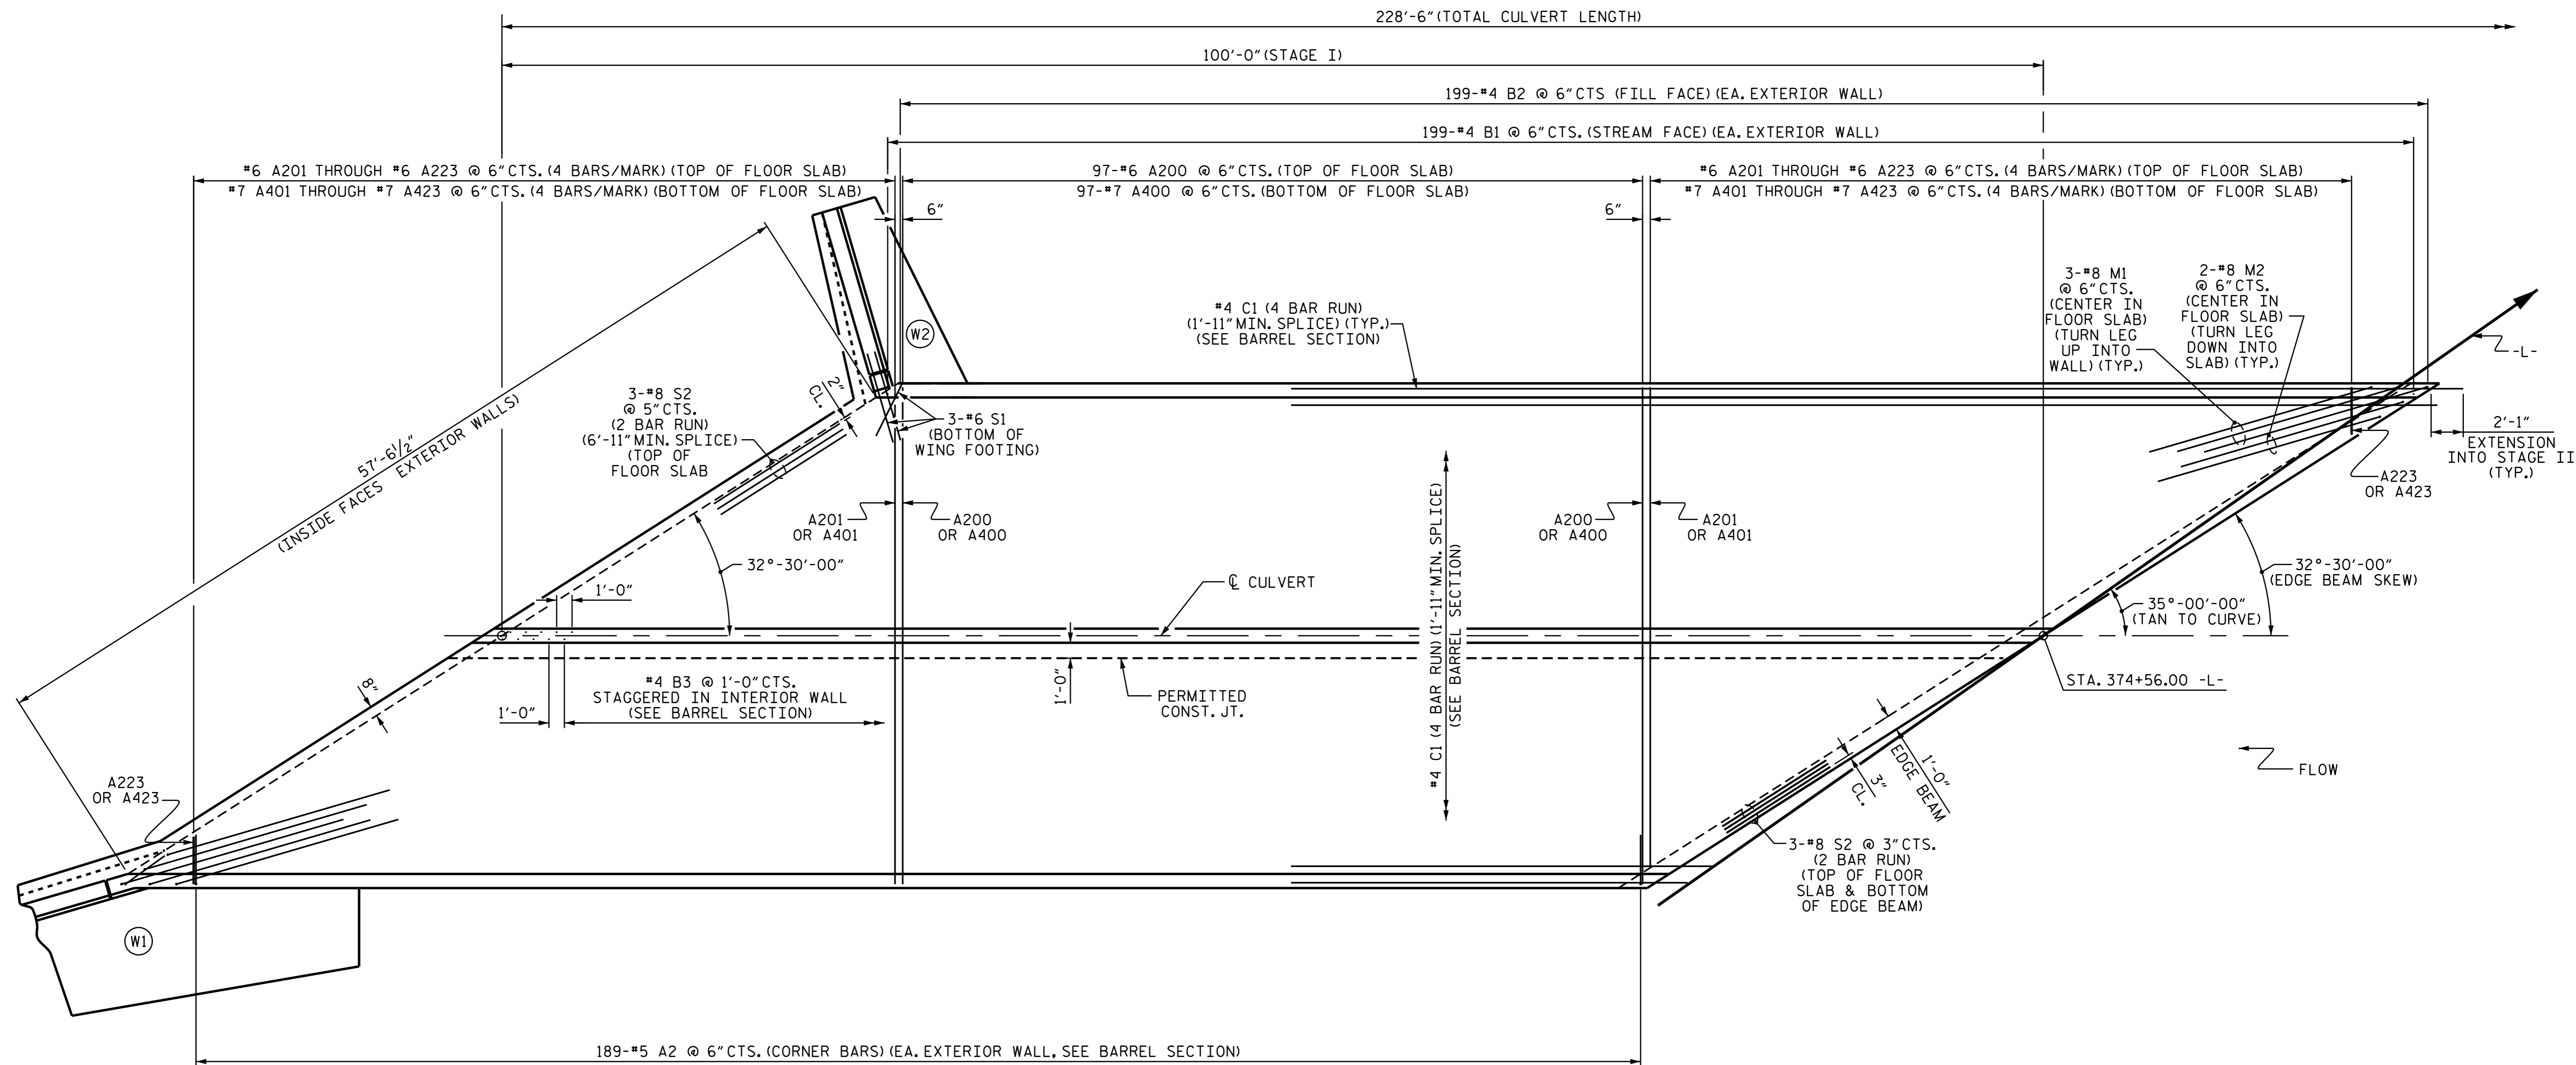 228'-6" (TOTAL CULVERT LENGTH)
100'-0" (STAGE I)
199-#4 B2 @ 6" CTS (FILL FACE) (EA. EXTERIOR WALL)
199-#4 B1 @ 6" CTS. (STREAM FACE) (EA. EXTERIOR WALL)
#6 A201 THROUGH #6 A223 @ 6" CTS. (4 BARS/MARK) (TOP OF FLOOR SLAB)
#7 A401 THROUGH #7 A423 @ 6" CTS. (4 BARS/MARK) (BOTTOM OF FLOOR SLAB)
97-#6 A200 @ 6" CTS. (TOP OF FLOOR SLAB)
97-#7 A400 @ 6" CTS. (BOTTOM OF FLOOR SLAB)
#6 A201 THROUGH #6 A223 @ 6" CTS. (4 BARS/MARK) (TOP OF FLOOR SLAB)
#7 A401 THROUGH #7 A423 @ 6" CTS. (4 BARS/MARK) (BOTTOM OF FLOOR SLAB)
6"
6"
3-#8 M1
@ 6" CTS.
(CENTER IN
FLOOR SLAB)
(TURN LEG
UP INTO
WALL) (TYP.)
2-#8 M2
@ 6" CTS.
(CENTER IN
FLOOR SLAB)
(TURN LEG
DOWN INTO
SLAB) (TYP.)
-L-
#4 C1 (4 BAR RUN)
(1'-11" MIN. SPLICE) (TYP.)
(SEE BARREL SECTION)
W2
57'-6 1/2"
(INSIDE FACES EXTERIOR WALLS)
2"
CL.
3-#8 S2
@ 5" CTS.
(2 BAR RUN)
(6'-11" MIN. SPLICE)
(TOP OF
FLOOR SLAB
3-#6 S1
(BOTTOM OF
WING FOOTING)
2'-1"
EXTENSION
INTO STAGE II
(TYP.)
A223
OR A423
A201
OR A401
A200
OR A400
A200
OR A400
A201
OR A401
#4 C1 (4 BAR RUN) (1'-11" MIN. SPLICE)
(SEE BARREL SECTION)
32°-30'-00"
1'-0"
℄ CULVERT
32°-30'-00"
(EDGE BEAM SKEW)
35°-00'-00"
(TAN TO CURVE)
STA. 374+56.00 -L-
8"
#4 B3 @ 1'-0" CTS.
STAGGERED IN INTERIOR WALL
(SEE BARREL SECTION)
1'-0"
1'-0"
PERMITTED
CONST. JT.
1'-0"
EDGE BEAM
3"
CL.
FLOW
A223
OR A423
3-#8 S2 @ 3" CTS.
(2 BAR RUN)
(TOP OF FLOOR
SLAB & BOTTOM
OF EDGE BEAM)
W1
189-#5 A2 @ 6" CTS. (CORNER BARS) (EA. EXTERIOR WALL, SEE BARREL SECTION)